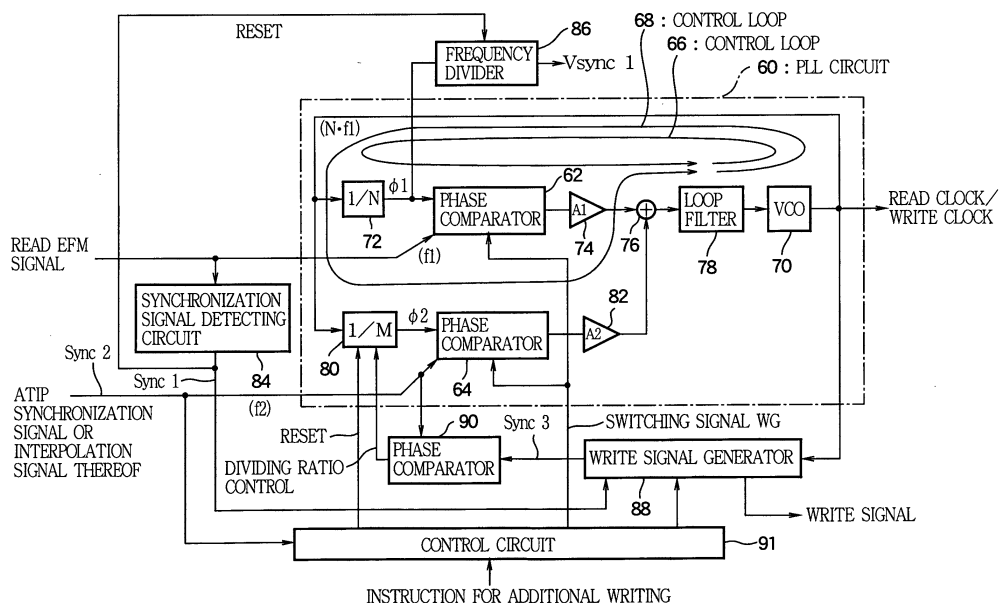 68 : CONTROL LOOP
66 : CONTROL LOOP
60 : PLL CIRCUIT
RESET
86
FREQUENCY
DIVIDER
Vsync 1
(N·f1)
ϕ1
62
1/N
72
PHASE
COMPARATOR
A1
74
+
76
LOOP
FILTER
78
VCO
70
READ CLOCK/
WRITE CLOCK
READ EFM
SIGNAL
(f1)
SYNCHRONIZATION
SIGNAL DETECTING
CIRCUIT
84
ϕ2
82
1/M
80
PHASE
COMPARATOR
64
A2
Sync 2
Sync 1
(f2)
ATIP
SYNCHRONIZATION
SIGNAL OR
INTERPOLATION
SIGNAL THEREOF
90
RESET
DIVIDING RATIO
CONTROL
PHASE
COMPARATOR
Sync 3
SWITCHING SIGNAL WG
WRITE SIGNAL GENERATOR
88
WRITE SIGNAL
CONTROL CIRCUIT
91
INSTRUCTION FOR ADDITIONAL WRITING